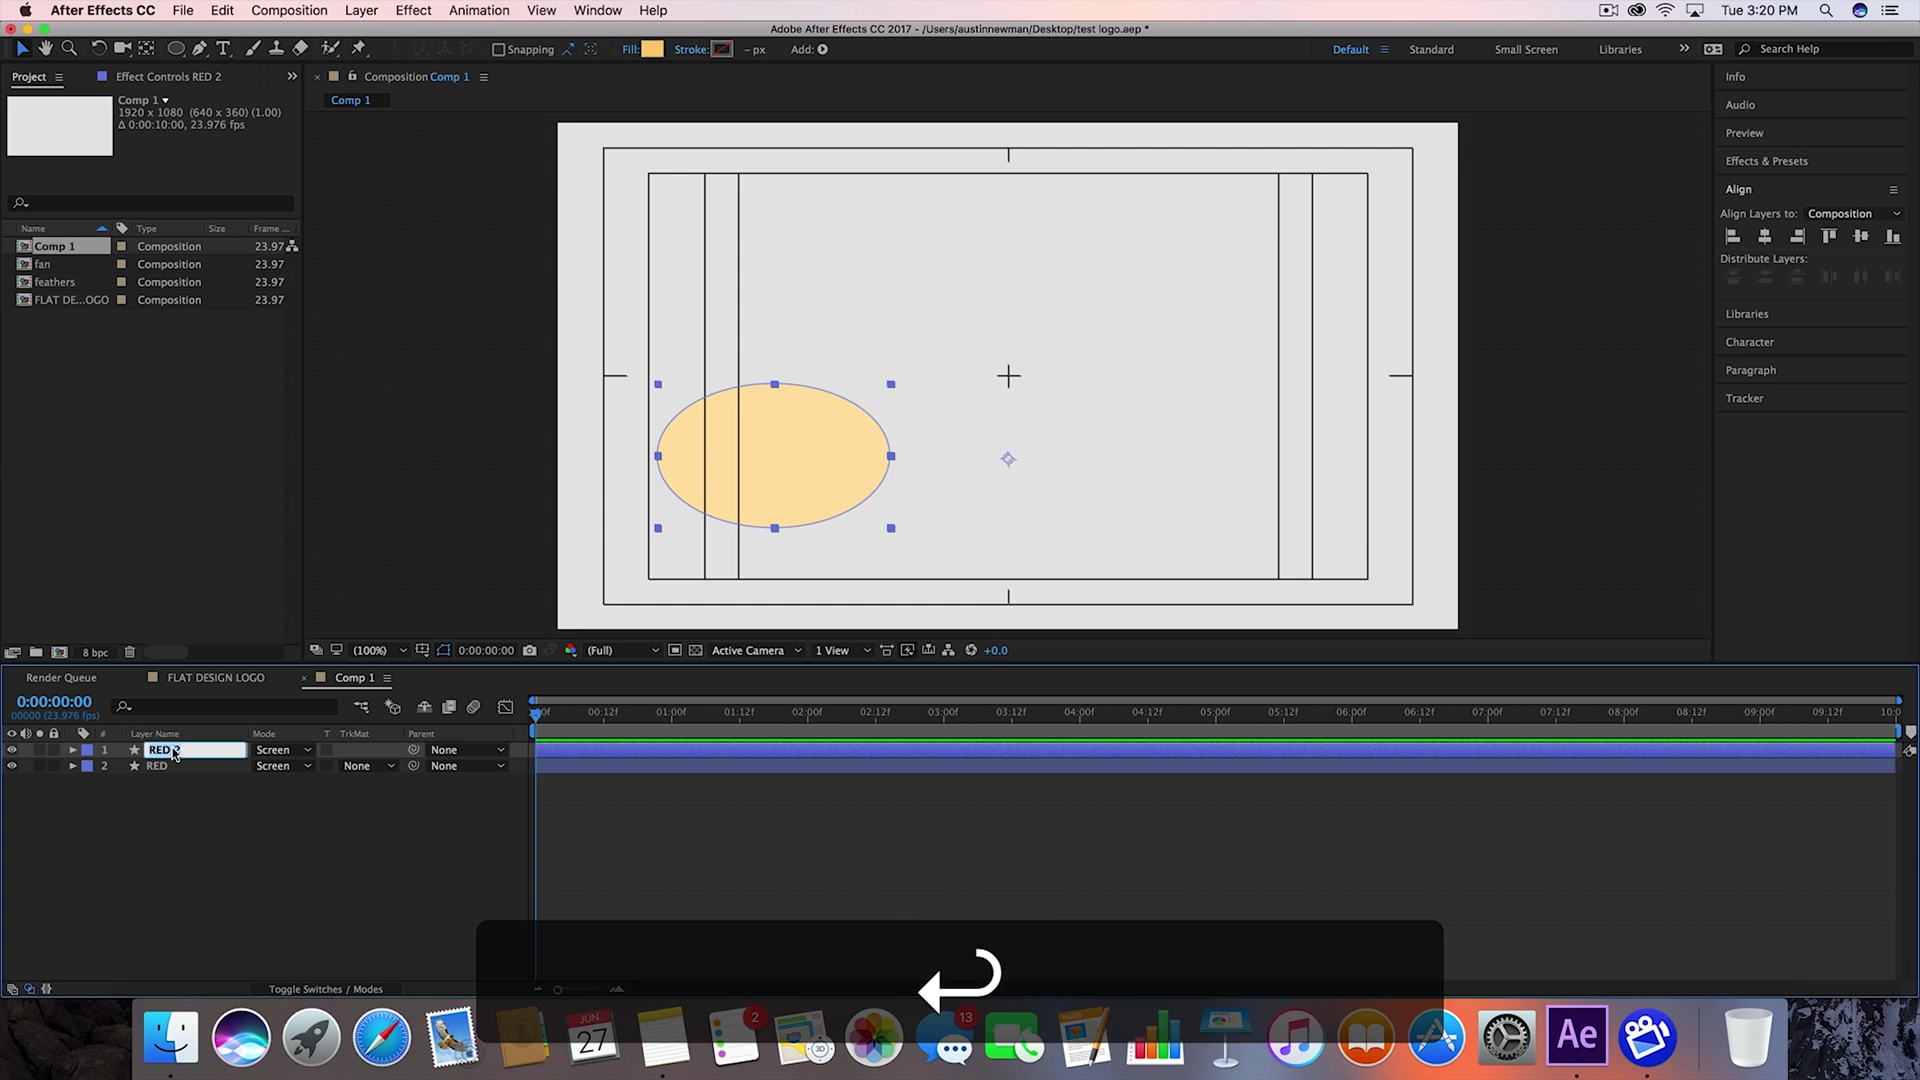 After Effects CC File Edit Composition Layer Effect Animation View Window Help Tue 3:20 PM
Adobe After Effects CC 2017 - /Users/austinnewman/Desktop/test logo.aep *
Snapping Fill: Stroke: - px Add: Default Standard Small Screen Libraries Search Help
Project Effect Controls RED 2 Composition Comp 1
Comp 1
1920 x 1080 (640 x 360) (1.00)
Δ 0:00:10:00, 23.976 fps
Comp 1
Name Type Size Frame ...
Comp 1 Composition 23.97
fan Composition 23.97
feathers Composition 23.97
FLAT DE...OGO Composition 23.97
8 bpc
(100%) 0:00:00:00 (Full) Active Camera 1 View +0.0
Info
Audio
Preview
Effects & Presets
Align
Align Layers to: Composition
Distribute Layers:
Libraries
Character
Paragraph
Tracker
Render Queue FLAT DESIGN LOGO Comp 1
0:00:00:00
00000 (23.976 fps)
00:12f 01:00f 01:12f 02:00f 02:12f 03:00f 03:12f 04:00f 04:12f 05:00f 05:12f 06:00f 06:12f 07:00f 07:12f 08:00f 08:12f 09:00f 09:12f 10:0
# Layer Name Mode T TrkMat Parent
1 RED 2 Screen None
2 RED Screen None None
Toggle Switches / Modes
JUN
27
2
13
Ae